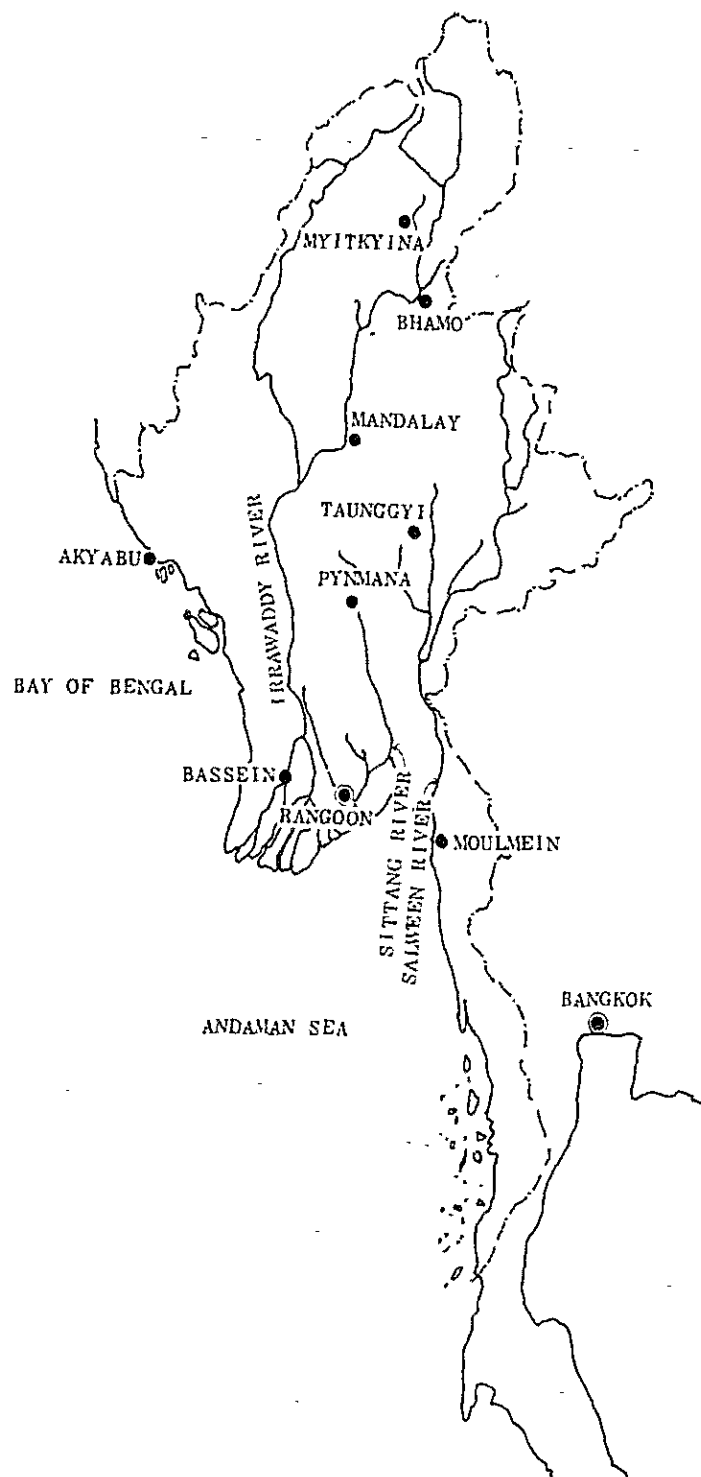 MYITKYINA
BHAMO
MANDALAY
TAUNGGYI
AKYABU
PYNMANA
IRRAWADDY RIVER
BAY OF BENGAL
BASSEIN
RANGOON
SITTANG RIVER
SALWEEN RIVER
MOULMEIN
BANGKOK
ANDAMAN SEA